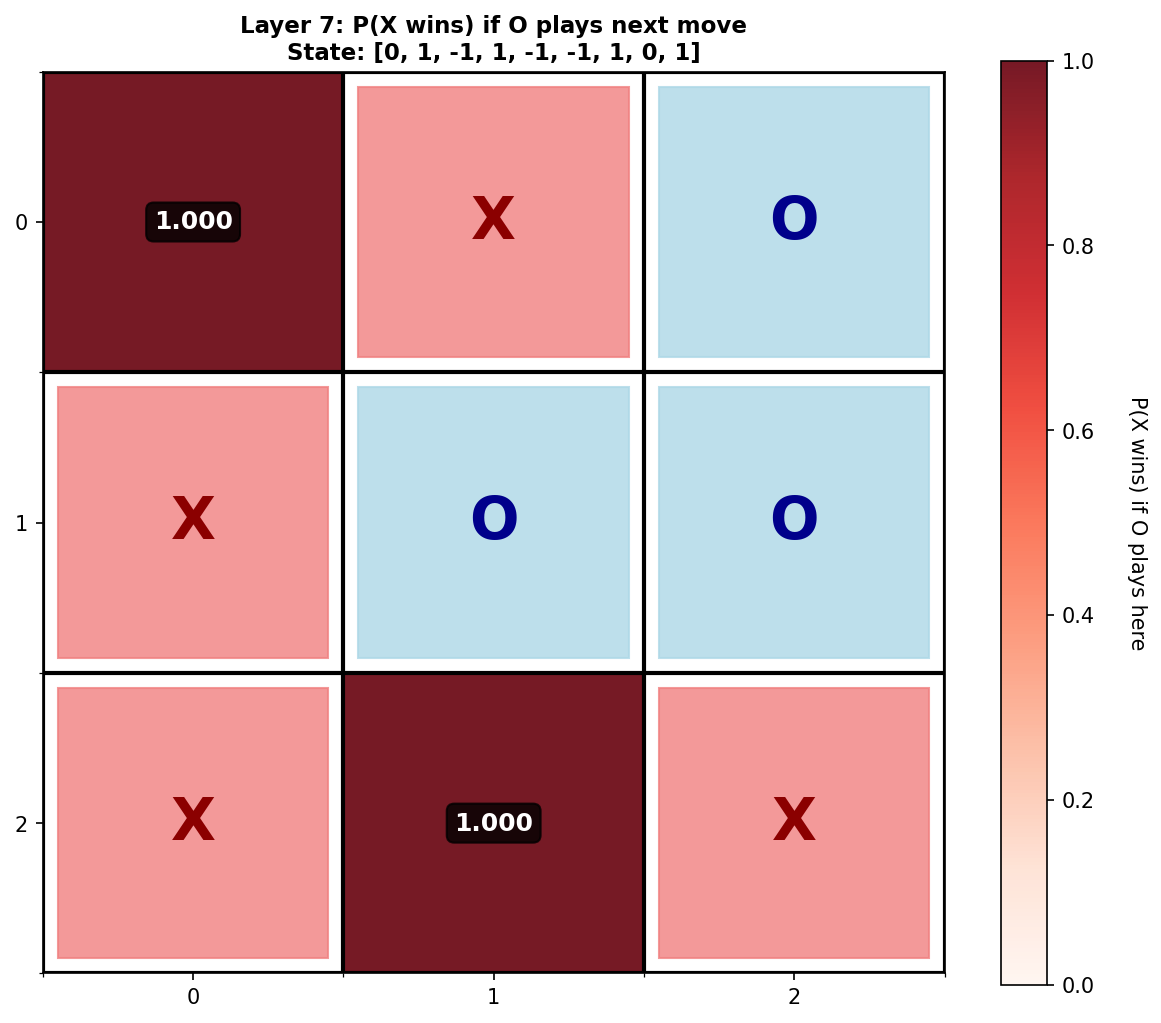 Layer 7: P(X wins) if O plays next move
State: [0, 1, -1, 1, -1, -1, 1, 0, 1]
0
1.000
X
O
1
X
O
O
2
X
1.000
X
0
1
2
1.0
0.8
0.6
0.4
0.2
0.0
P(X wins) if O plays here